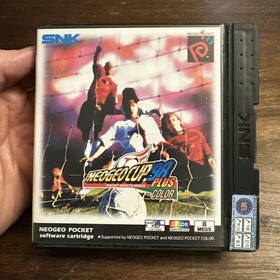 SNK
NEOGEO CUP '98
PLUS
COLOR
NEOGEO POCKET
software cartridge
COLOR
8
MEGS
★Supported by NEOGEO POCKET and NEOGEO POCKET COLOR
SNK